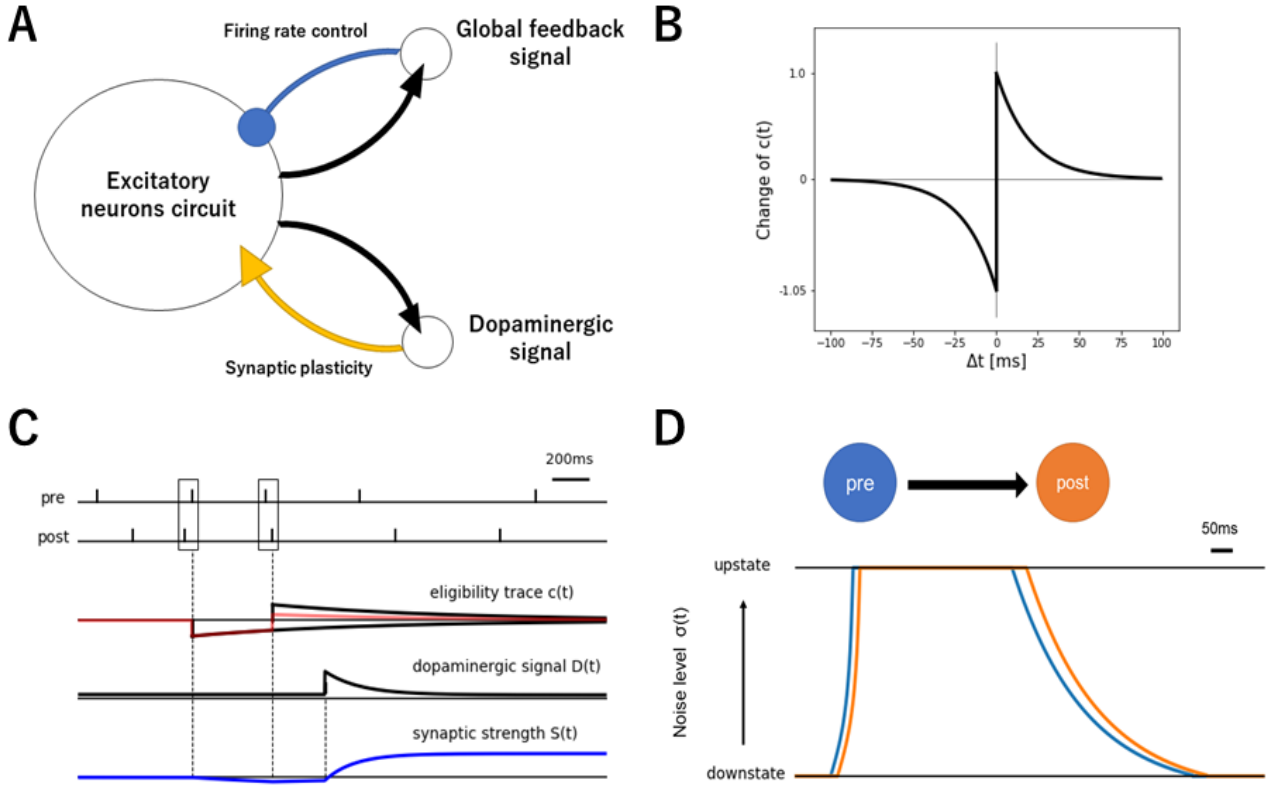 A
Firing rate control
Global feedback
signal
Excitatory
neurons circuit
Dopaminergic
signal
Synaptic plasticity
B
Change of c(t)
1.0
0
-1.05
−100 −75 −50 −25 0 25 50 75 100
Δt [ms]
C
200ms
pre
post
eligibility trace c(t)
dopaminergic signal D(t)
synaptic strength S(t)
D
pre
post
50ms
upstate
Noise level σ(t)
downstate